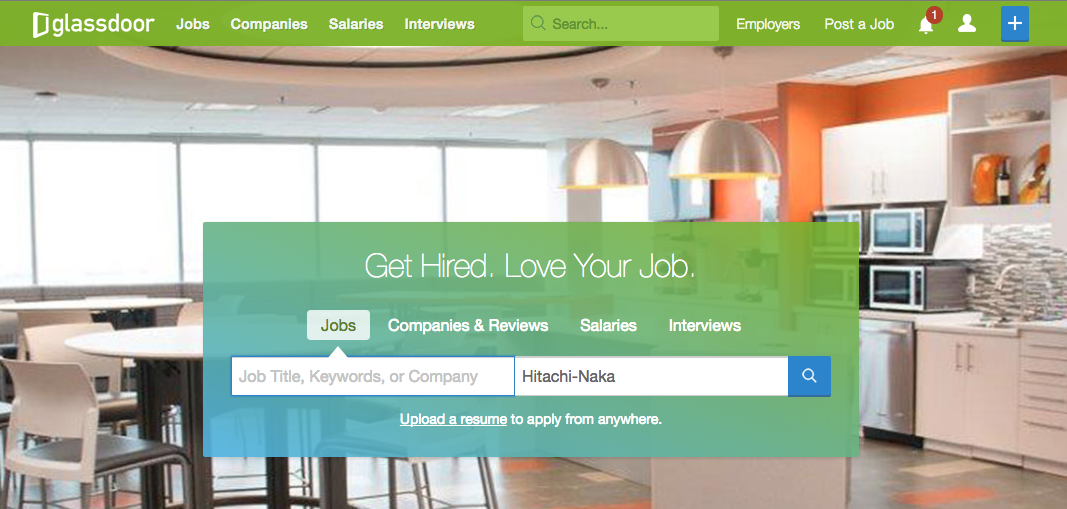 glassdoor Jobs Companies Salaries Interviews Search... Employers Post a Job 1
Get Hired. Love Your Job.
Jobs Companies & Reviews Salaries Interviews
Job Title, Keywords, or Company Hitachi-Naka
Upload a resume to apply from anywhere.